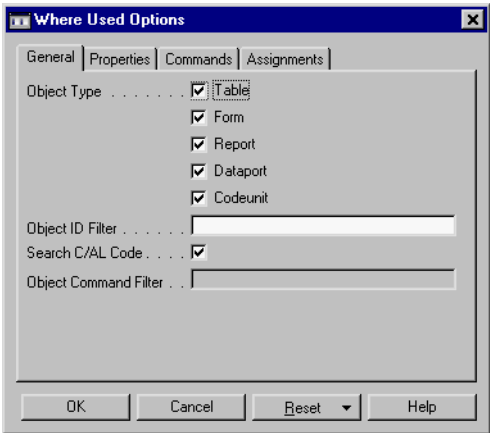 Where Used Options
General Properties Commands Assignments
Object Type . . . . . . . Table
Form
Report
Dataport
Codeunit
Object ID Filter . . . . . .
Search C/AL Code . . . .
Object Command Filter . .
OK Cancel Reset Help